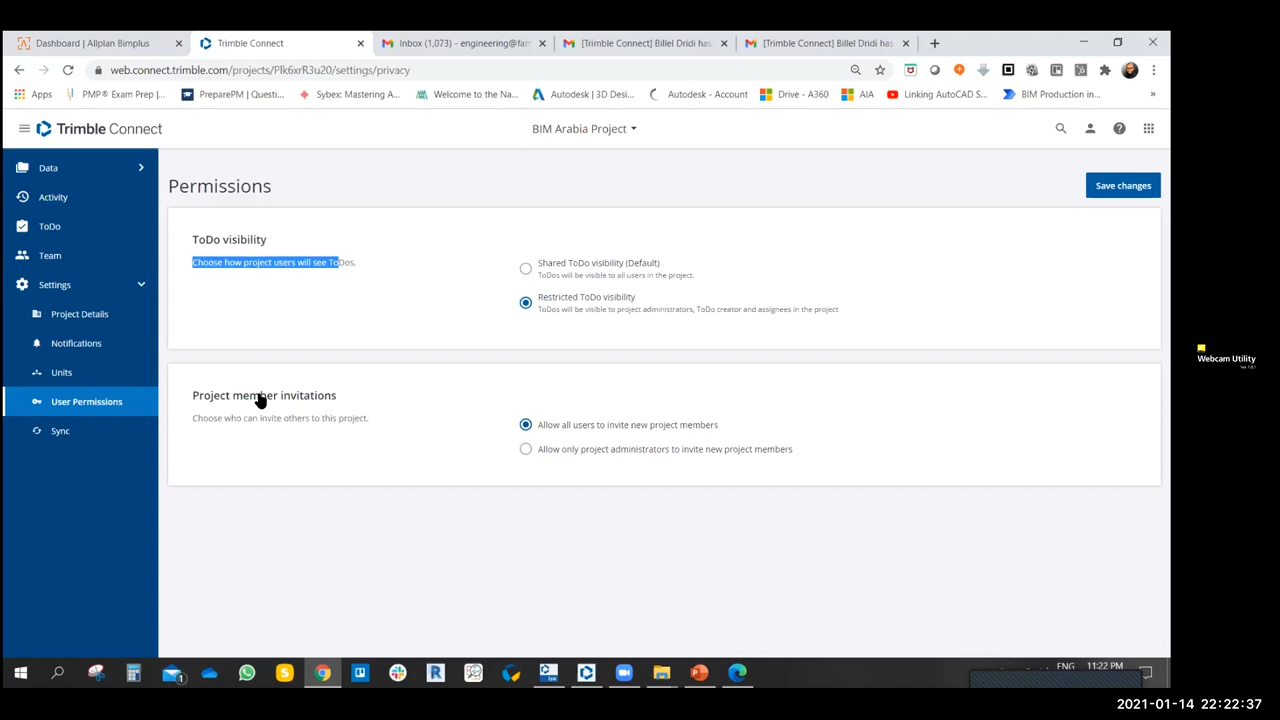 Dashboard | Allplan Bimplus
Trimble Connect
Inbox (1,073) - engineering@fam
[Trimble Connect] Billel Dridi has
[Trimble Connect] Billel Dridi has
web.connect.trimble.com/projects/Plk6xrR3u20/settings/privacy
Apps
PMP® Exam Prep |...
PreparePM | Questi...
Sybex: Mastering A...
Welcome to the Na...
Autodesk | 3D Desi...
Autodesk - Account
Drive - A360
AIA
Linking AutoCAD S...
BIM Production in...
»
Trimble Connect
BIM Arabia Project
Data
Activity
ToDo
Team
Settings
Project Details
Notifications
Units
User Permissions
Sync
Permissions
Save changes
ToDo visibility
Choose how project users will see ToDos.
Shared ToDo visibility (Default)
ToDos will be visible to all users in the project.
Restricted ToDo visibility
ToDos will be visible to project administrators, ToDo creator and assignees in the project
Project member invitations
Choose who can invite others to this project.
Allow all users to invite new project members
Allow only project administrators to invite new project members
Webcam Utility
Ver 1.0.1
1
ENG
11:22 PM
2021-01-14 22:22:37